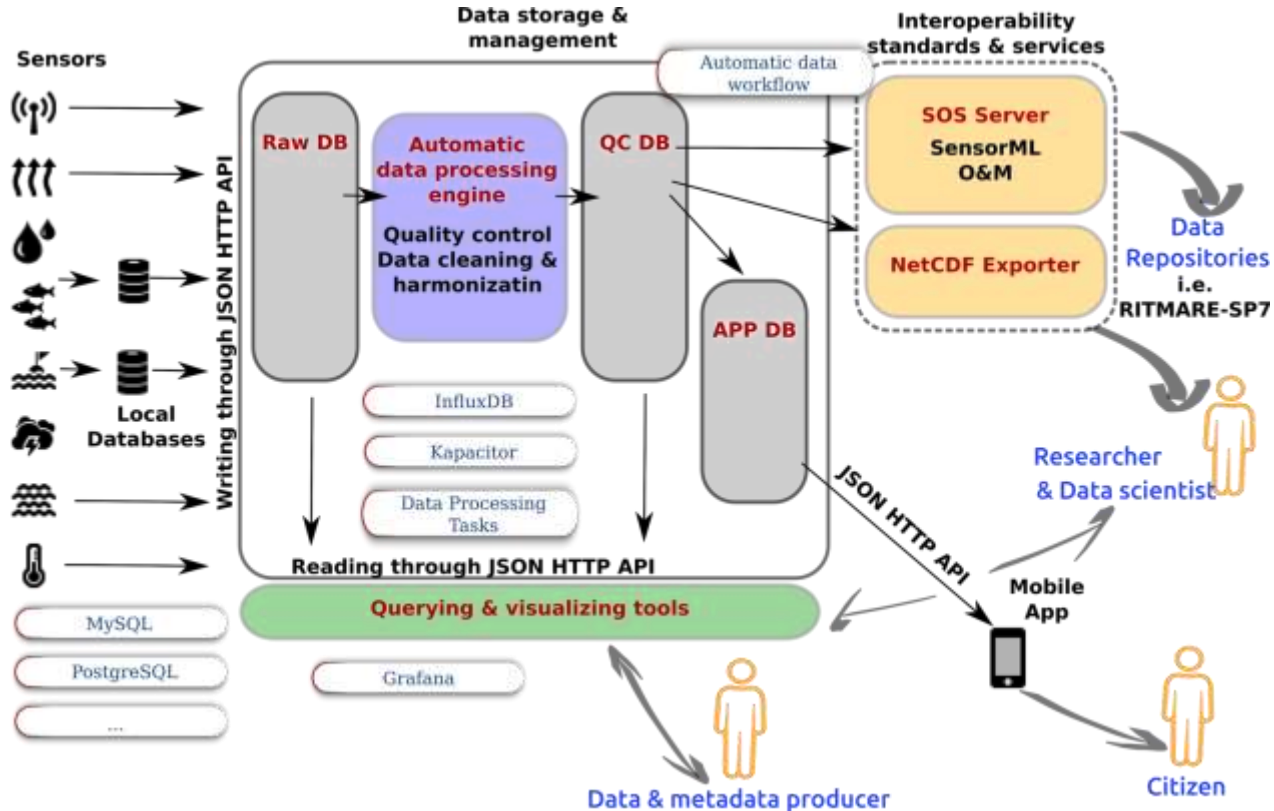 Data storage &
management
Interoperability
standards & services
Sensors
Automatic data
workflow
Raw DB
Automatic
data processing
engine
Quality control
Data cleaning &
harmonizatin
QC DB
SOS Server
SensorML
O&M
NetCDF Exporter
Data
Repositories
i.e.
RITMARE-SP7
APP DB
Writing through JSON HTTP API
Local
Databases
InfluxDB
Kapacitor
Data Processing
Tasks
Reading through JSON HTTP API
Querying & visualizing tools
Researcher
& Data scientist
JSON HTTP API
Mobile
App
MySQL
PostgreSQL
...
Grafana
Data & metadata producer
Citizen